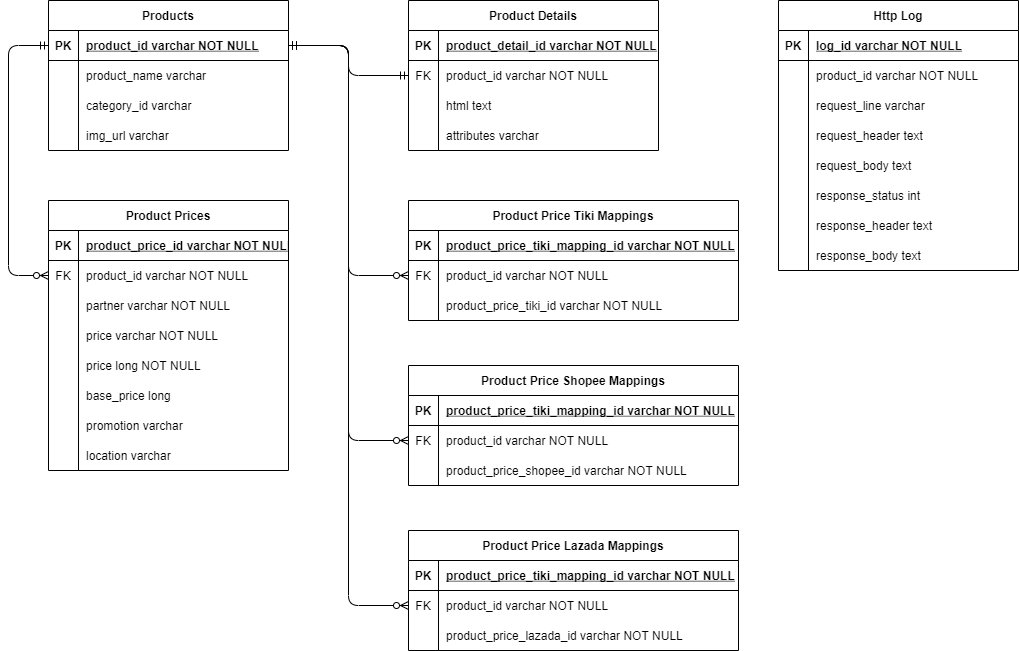 Products
PK product_id varchar NOT NULL
product_name varchar
category_id varchar
img_url varchar
Product Details
PK product_detail_id varchar NOT NULL
FK product_id varchar NOT NULL
html text
attributes varchar
Http Log
PK log_id varchar NOT NULL
product_id varchar NOT NULL
request_line varchar
request_header text
request_body text
response_status int
response_header text
response_body text
Product Prices
PK product_price_id varchar NOT NUL
FK product_id varchar NOT NULL
partner varchar NOT NULL
price varchar NOT NULL
price long NOT NULL
base_price long
promotion varchar
location varchar
Product Price Tiki Mappings
PK product_price_tiki_mapping_id varchar NOT NULL
FK product_id varchar NOT NULL
product_price_tiki_id varchar NOT NULL
Product Price Shopee Mappings
PK product_price_tiki_mapping_id varchar NOT NULL
FK product_id varchar NOT NULL
product_price_shopee_id varchar NOT NULL
Product Price Lazada Mappings
PK product_price_tiki_mapping_id varchar NOT NULL
FK product_id varchar NOT NULL
product_price_lazada_id varchar NOT NULL